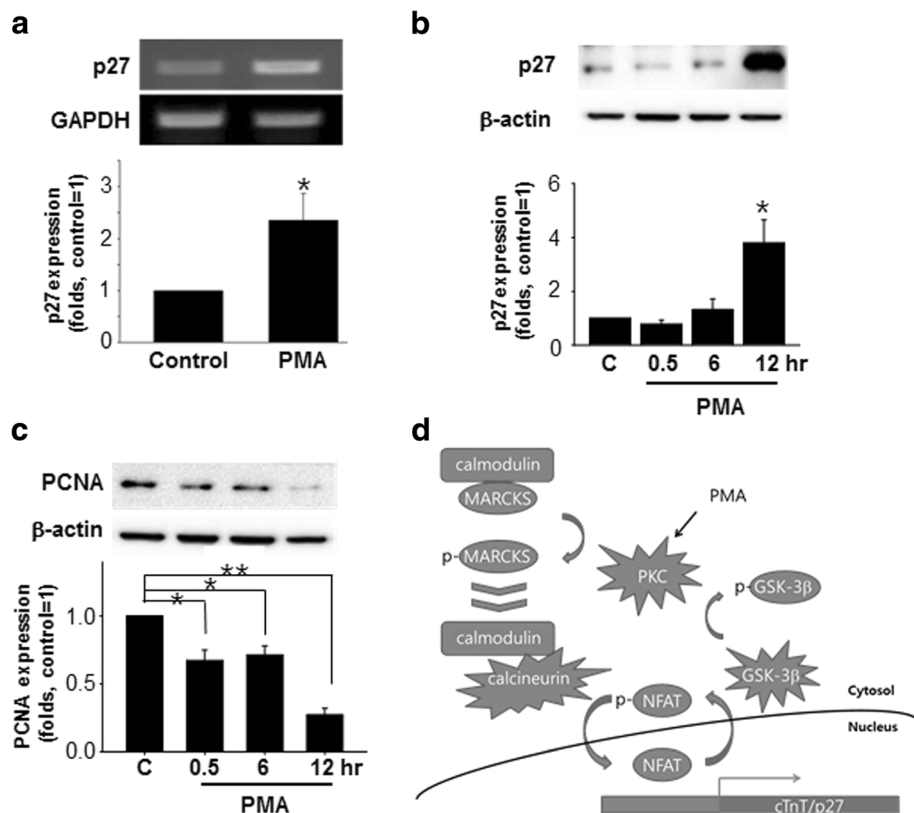 a
p27
GAPDH
p27 expression
(folds, control=1)
3
2
1
0
*
Control PMA
b
p27
β-actin
p27 expression
(folds, control=1)
6
4
2
0
*
C 0.5 6 12 hr
PMA
c
PCNA
β-actin
PCNA expression
(folds, control=1)
1.0
0.5
0.0
**
*
*
C 0.5 6 12 hr
PMA
d
calmodulin
MARCKS
p-MARCKS
calmodulin
calcineurin
PMA
PKC
p-GSK-3β
GSK-3β
p-NFAT
NFAT
Cytosol
Nucleus
cTnT/p27